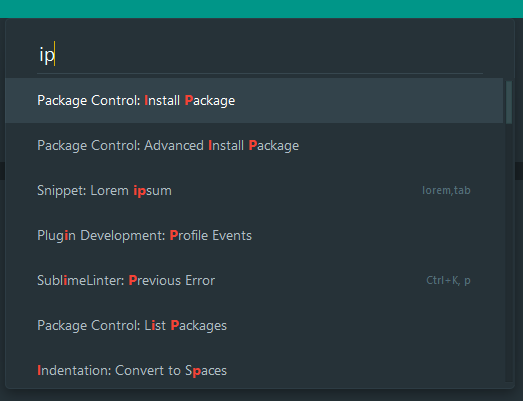 ip
Package Control: Install Package
Package Control: Advanced Install Package
Snippet: Lorem ipsum lorem,tab
Plugin Development: Profile Events
SublimeLinter: Previous Error Ctrl+K, p
Package Control: List Packages
Indentation: Convert to Spaces